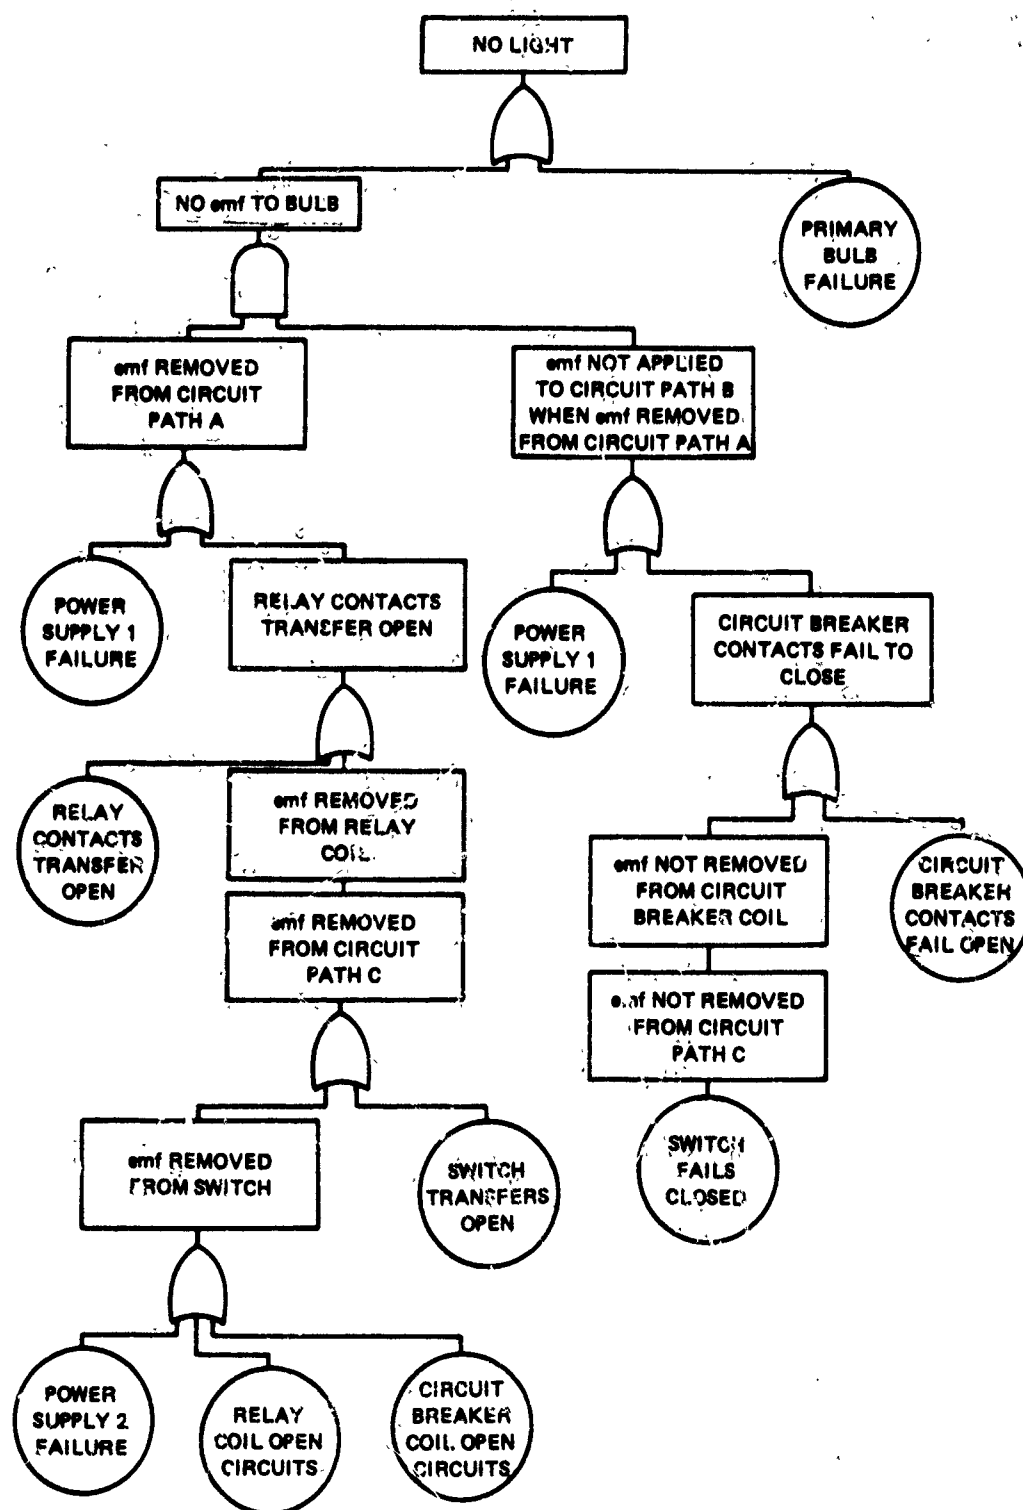 NO LIGHT
NO emf TO BULB
PRIMARY
BULB
FAILURE
emf REMOVED
FROM CIRCUIT
PATH A
emf NOT APPLIED
TO CIRCUIT PATH B
WHEN emf REMOVED
FROM CIRCUIT PATH A
POWER
SUPPLY 1
FAILURE
RELAY CONTACTS
TRANSFER OPEN
POWER
SUPPLY 1
FAILURE
CIRCUIT BREAKER
CONTACTS FAIL TO
CLOSE
RELAY
CONTACTS
TRANSFER
OPEN
emf REMOVED
FROM RELAY
COIL
emf NOT REMOVED
FROM CIRCUIT
BREAKER COIL
CIRCUIT
BREAKER
CONTACTS
FAIL OPEN
emf REMOVED
FROM CIRCUIT
PATH C
emf NOT REMOVED
FROM CIRCUIT
PATH C
emf REMOVED
FROM SWITCH
SWITCH
TRANSFERS
OPEN
SWITCH
FAILS
CLOSED
POWER
SUPPLY 2
FAILURE
RELAY
COIL OPEN
CIRCUITS
CIRCUIT
BREAKER
COIL OPEN
CIRCUITS